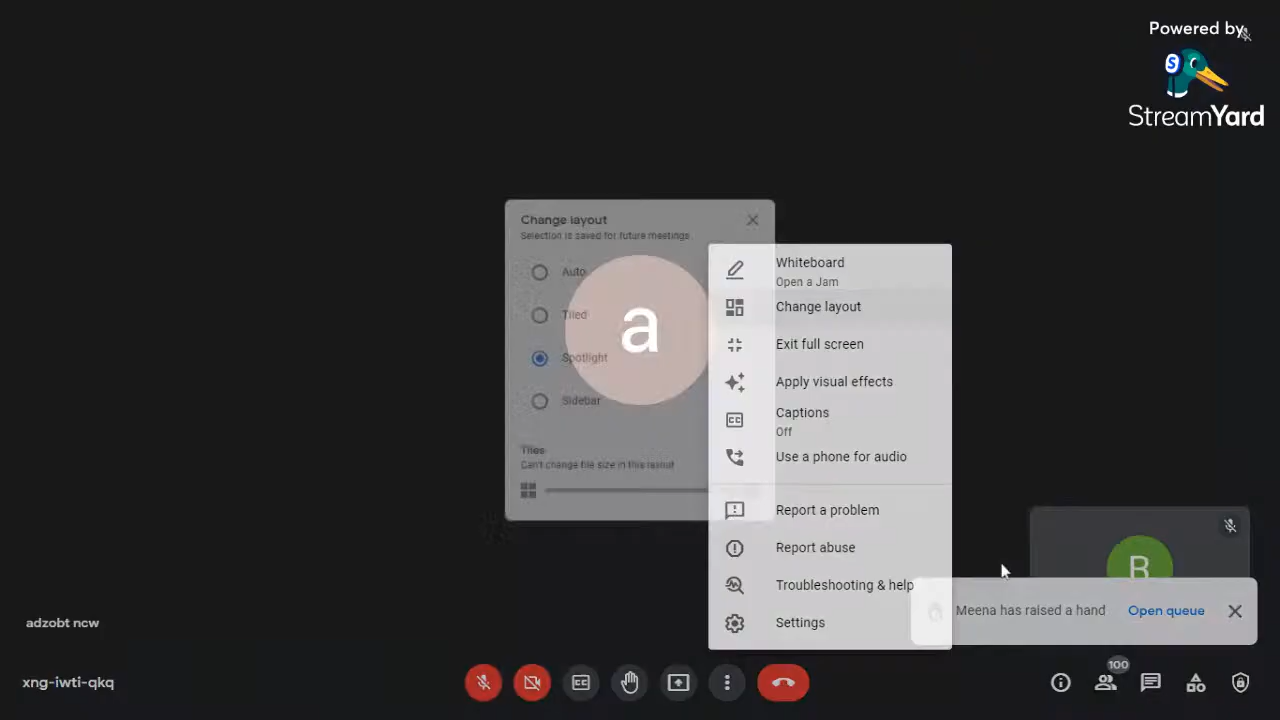 Powered by
StreamYard
Change layout
Selection is saved for future meetings
Auto
Tiled
Spotlight
Sidebar
Tiles
Can't change tile size in this layout
a
Whiteboard
Open a Jam
Change layout
Exit full screen
Apply visual effects
Captions
Off
Use a phone for audio
Report a problem
Report abuse
Troubleshooting & help
Settings
B
Meena has raised a hand
Open queue
adzobt ncw
xng-iwti-qkq
100